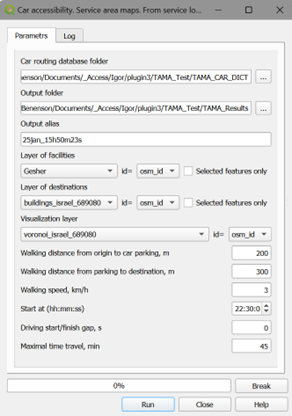 Car accessibility. Service area maps. From service lo...
Parametrs Log
Car routing database folder
enenson/Documents/_Access/Igor/plugin3/TAMA_Test/TAMA_CAR_DICT ...
Output folder
Benenson/Documents/_Access/Igor/plugin3/TAMA_Test/TAMA_Results ...
Output alias
25jan_15h50m23s
Layer of facilities
Gesher id= osm_id Selected features only
Layer of destinations
buildings_israel_689080 id= osm_id Selected features only
Visualization layer
voronoi_israel_689080 id= osm_id
Walking distance from origin to car parking, m 200
Walking distance from parking to destination, m 300
Walking speed, km/h 3
Start at (hh:mm:ss) 22:30:0
Driving start/finish gap, s 0
Maximal time travel, min 45
0% Break
Run Close Help